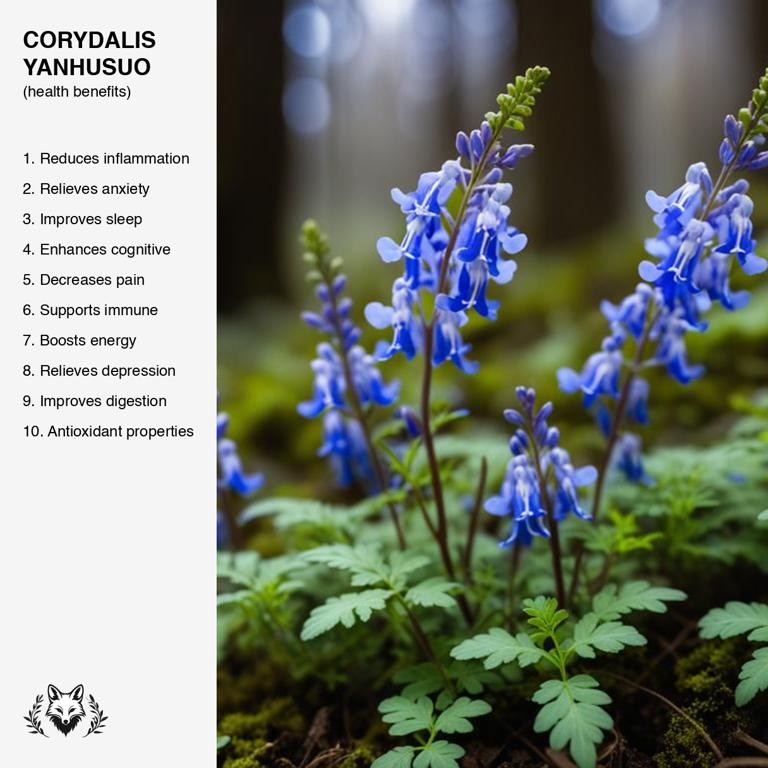 CORYDALIS
YANHUSUO
(health benefits)
1. Reduces inflammation
2. Relieves anxiety
3. Improves sleep
4. Enhances cognitive
5. Decreases pain
6. Supports immune
7. Boosts energy
8. Relieves depression
9. Improves digestion
10. Antioxidant properties